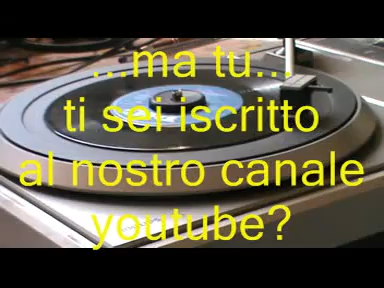 ...ma tu...
ti sei iscritto
al nostro canale
youtube?